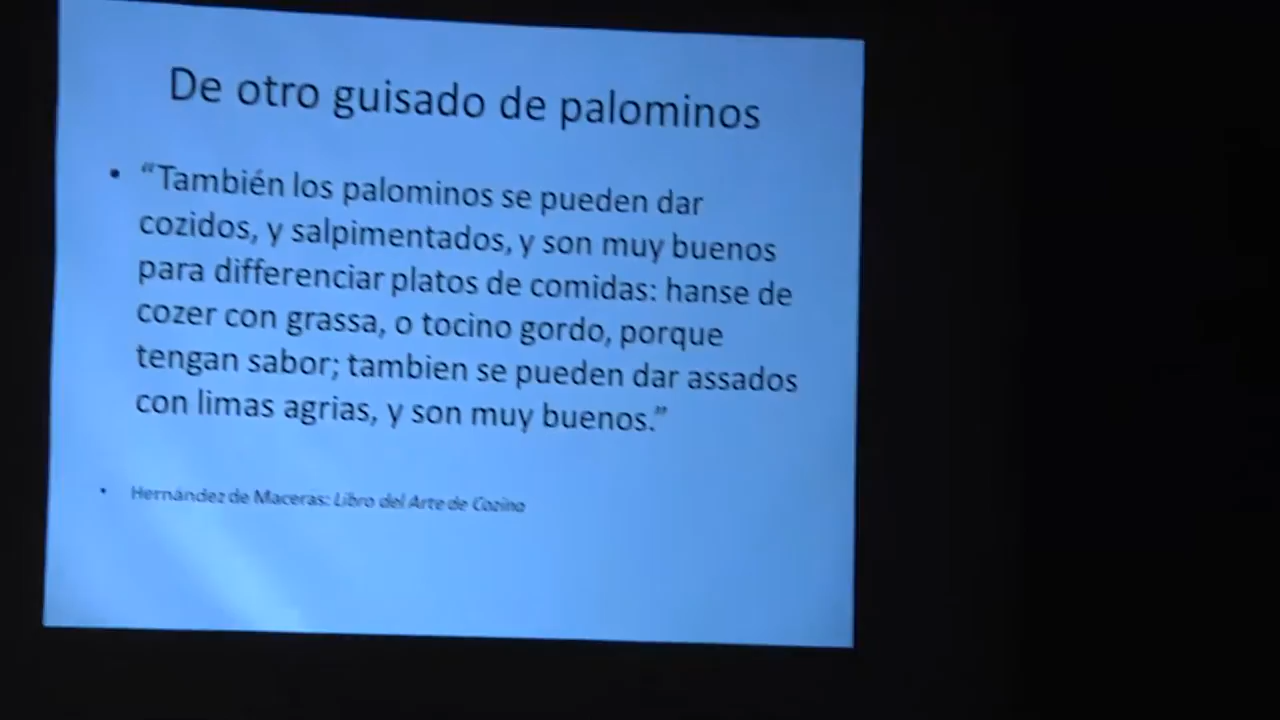 De otro guisado de palominos
• “También los palominos se pueden dar
cozidos, y salpimentados, y son muy buenos
para differenciar platos de comidas: hanse de
cozer con grassa, o tocino gordo, porque
tengan sabor; tambien se pueden dar assados
con limas agrias, y son muy buenos.”
• Hernández de Maceras: Libro del Arte de Cozina